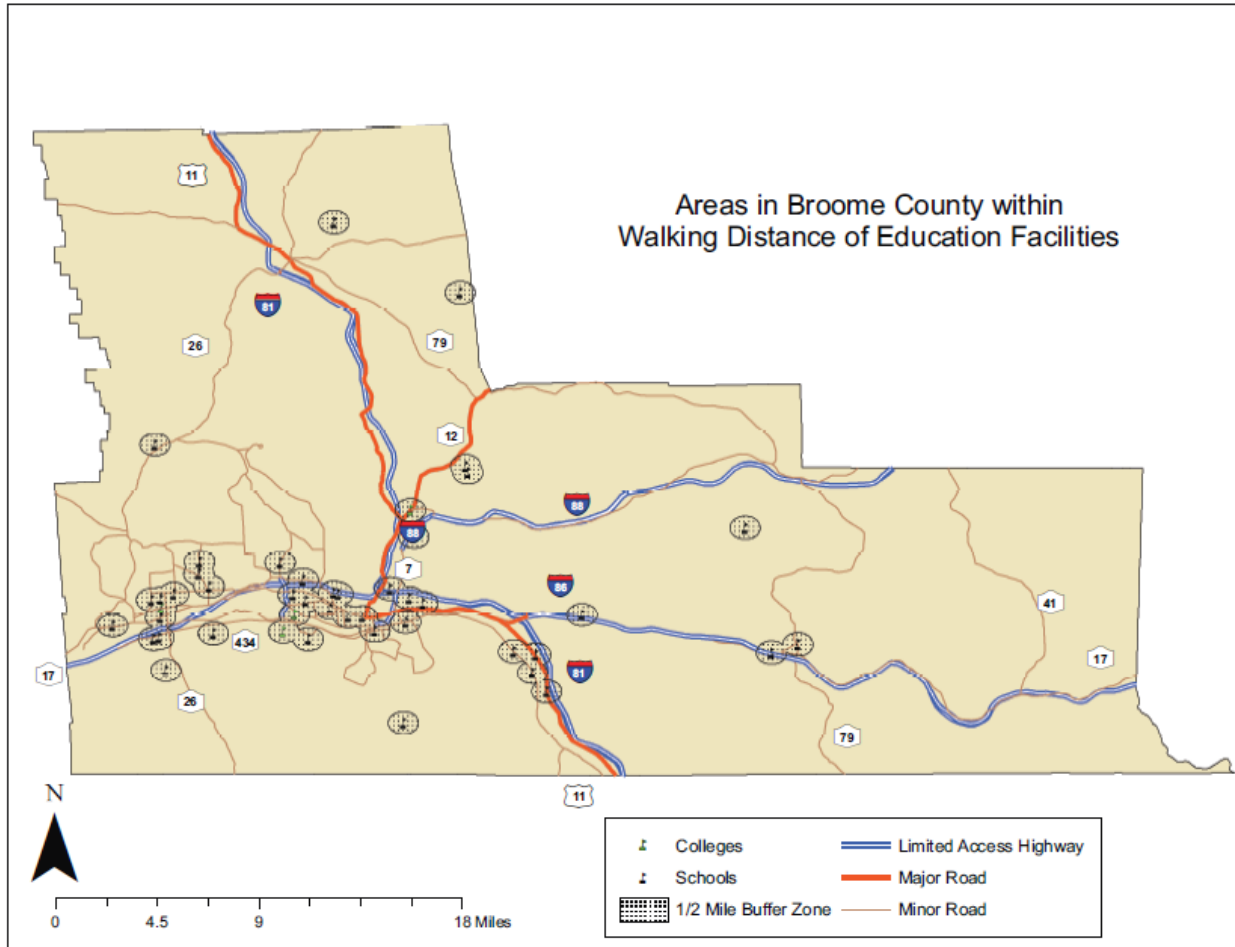 Areas in Broome County within
Walking Distance of Education Facilities
11
81
26
79
12
88
88
7
86
41
434
17
17
81
26
79
11
N
0 4.5 9 18 Miles
Colleges
Schools
1/2 Mile Buffer Zone
Limited Access Highway
Major Road
Minor Road